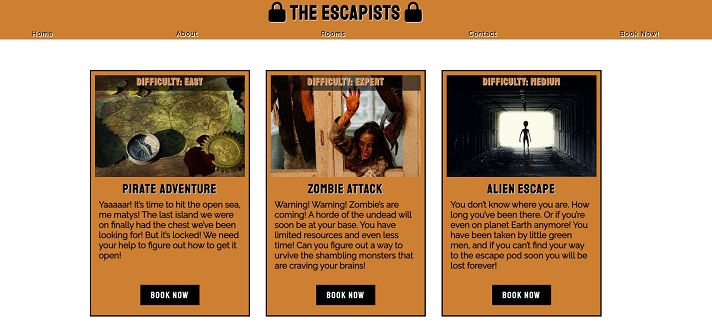 THE ESCAPISTS
Home About Rooms Contact Book Now!
DIFFICULTY: EASY
PIRATE ADVENTURE
Yaaaaar! It's time to hit the open sea,
me matys! The last island we were
on finally had the chest we've been
looking for! But it's locked! We need
your help to figure out how to get it
open!
BOOK NOW
DIFFICULTY: EXPERT
ZOMBIE ATTACK
Warning! Warning! Zombie's are
coming! A horde of the undead will
soon be at your base. You have
limited resources and even less
time! Can you figure out a way to
urvive the shambling monsters that
are craving your brains!
BOOK NOW
DIFFICULTY: MEDIUM
ALIEN ESCAPE
You don't know where you are. How
long you've been there. Or if you're
even on planet Earth anymore! You
have been taken by little green
men, and if you can't find your way
to the escape pod soon you will be
lost forever!
BOOK NOW